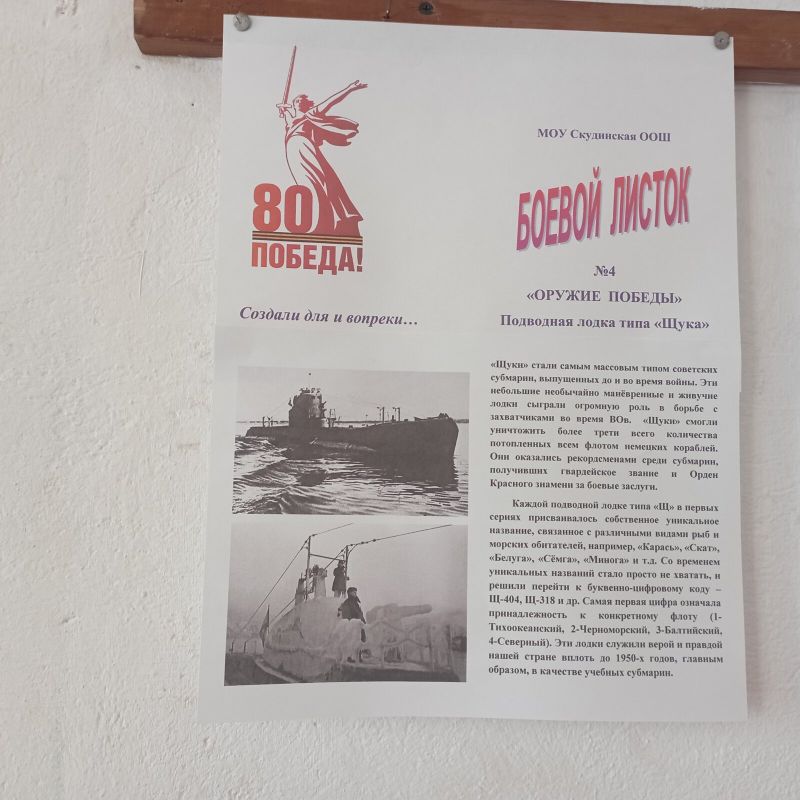 80
ПОБЕДА!
Создали для и вопреки...
МОУ Скудинская ООШ
БОЕВОЙ ЛИСТОК
№4
«ОРУЖИЕ ПОБЕДЫ»
Подводная лодка типа «Щука»
«Щуки» стали самым массовым типом советских
субмарин, выпущенных до и во время войны. Эти
небольшие необычайно манёвренные и живучие
лодки сыграли огромную роль в борьбе с
захватчиками во время ВОв. «Щуки» смогли
уничтожить более трети всего количества
потопленных всем флотом немецких кораблей.
Они оказались рекордсменами среди субмарин,
получивших гвардейское звание и Орден
Красного знамени за боевые заслуги.
Каждой подводной лодке типа «Щ» в первых
сериях присваивалось собственное уникальное
название, связанное с различными видами рыб и
морских обитателей, например, «Карась», «Скат»,
«Белуга», «Сёмга», «Минога» и т.д. Со временем
уникальных названий стало просто не хватать, и
решили перейти к буквенно-цифровому коду –
Щ-404, Щ-318 и др. Самая первая цифра означала
принадлежность к конкретному флоту (1-
Тихоокеанский, 2-Черноморский, 3-Балтийский,
4-Северный). Эти лодки служили верой и правдой
нашей стране вплоть до 1950-х годов, главным
образом, в качестве учебных субмарин.